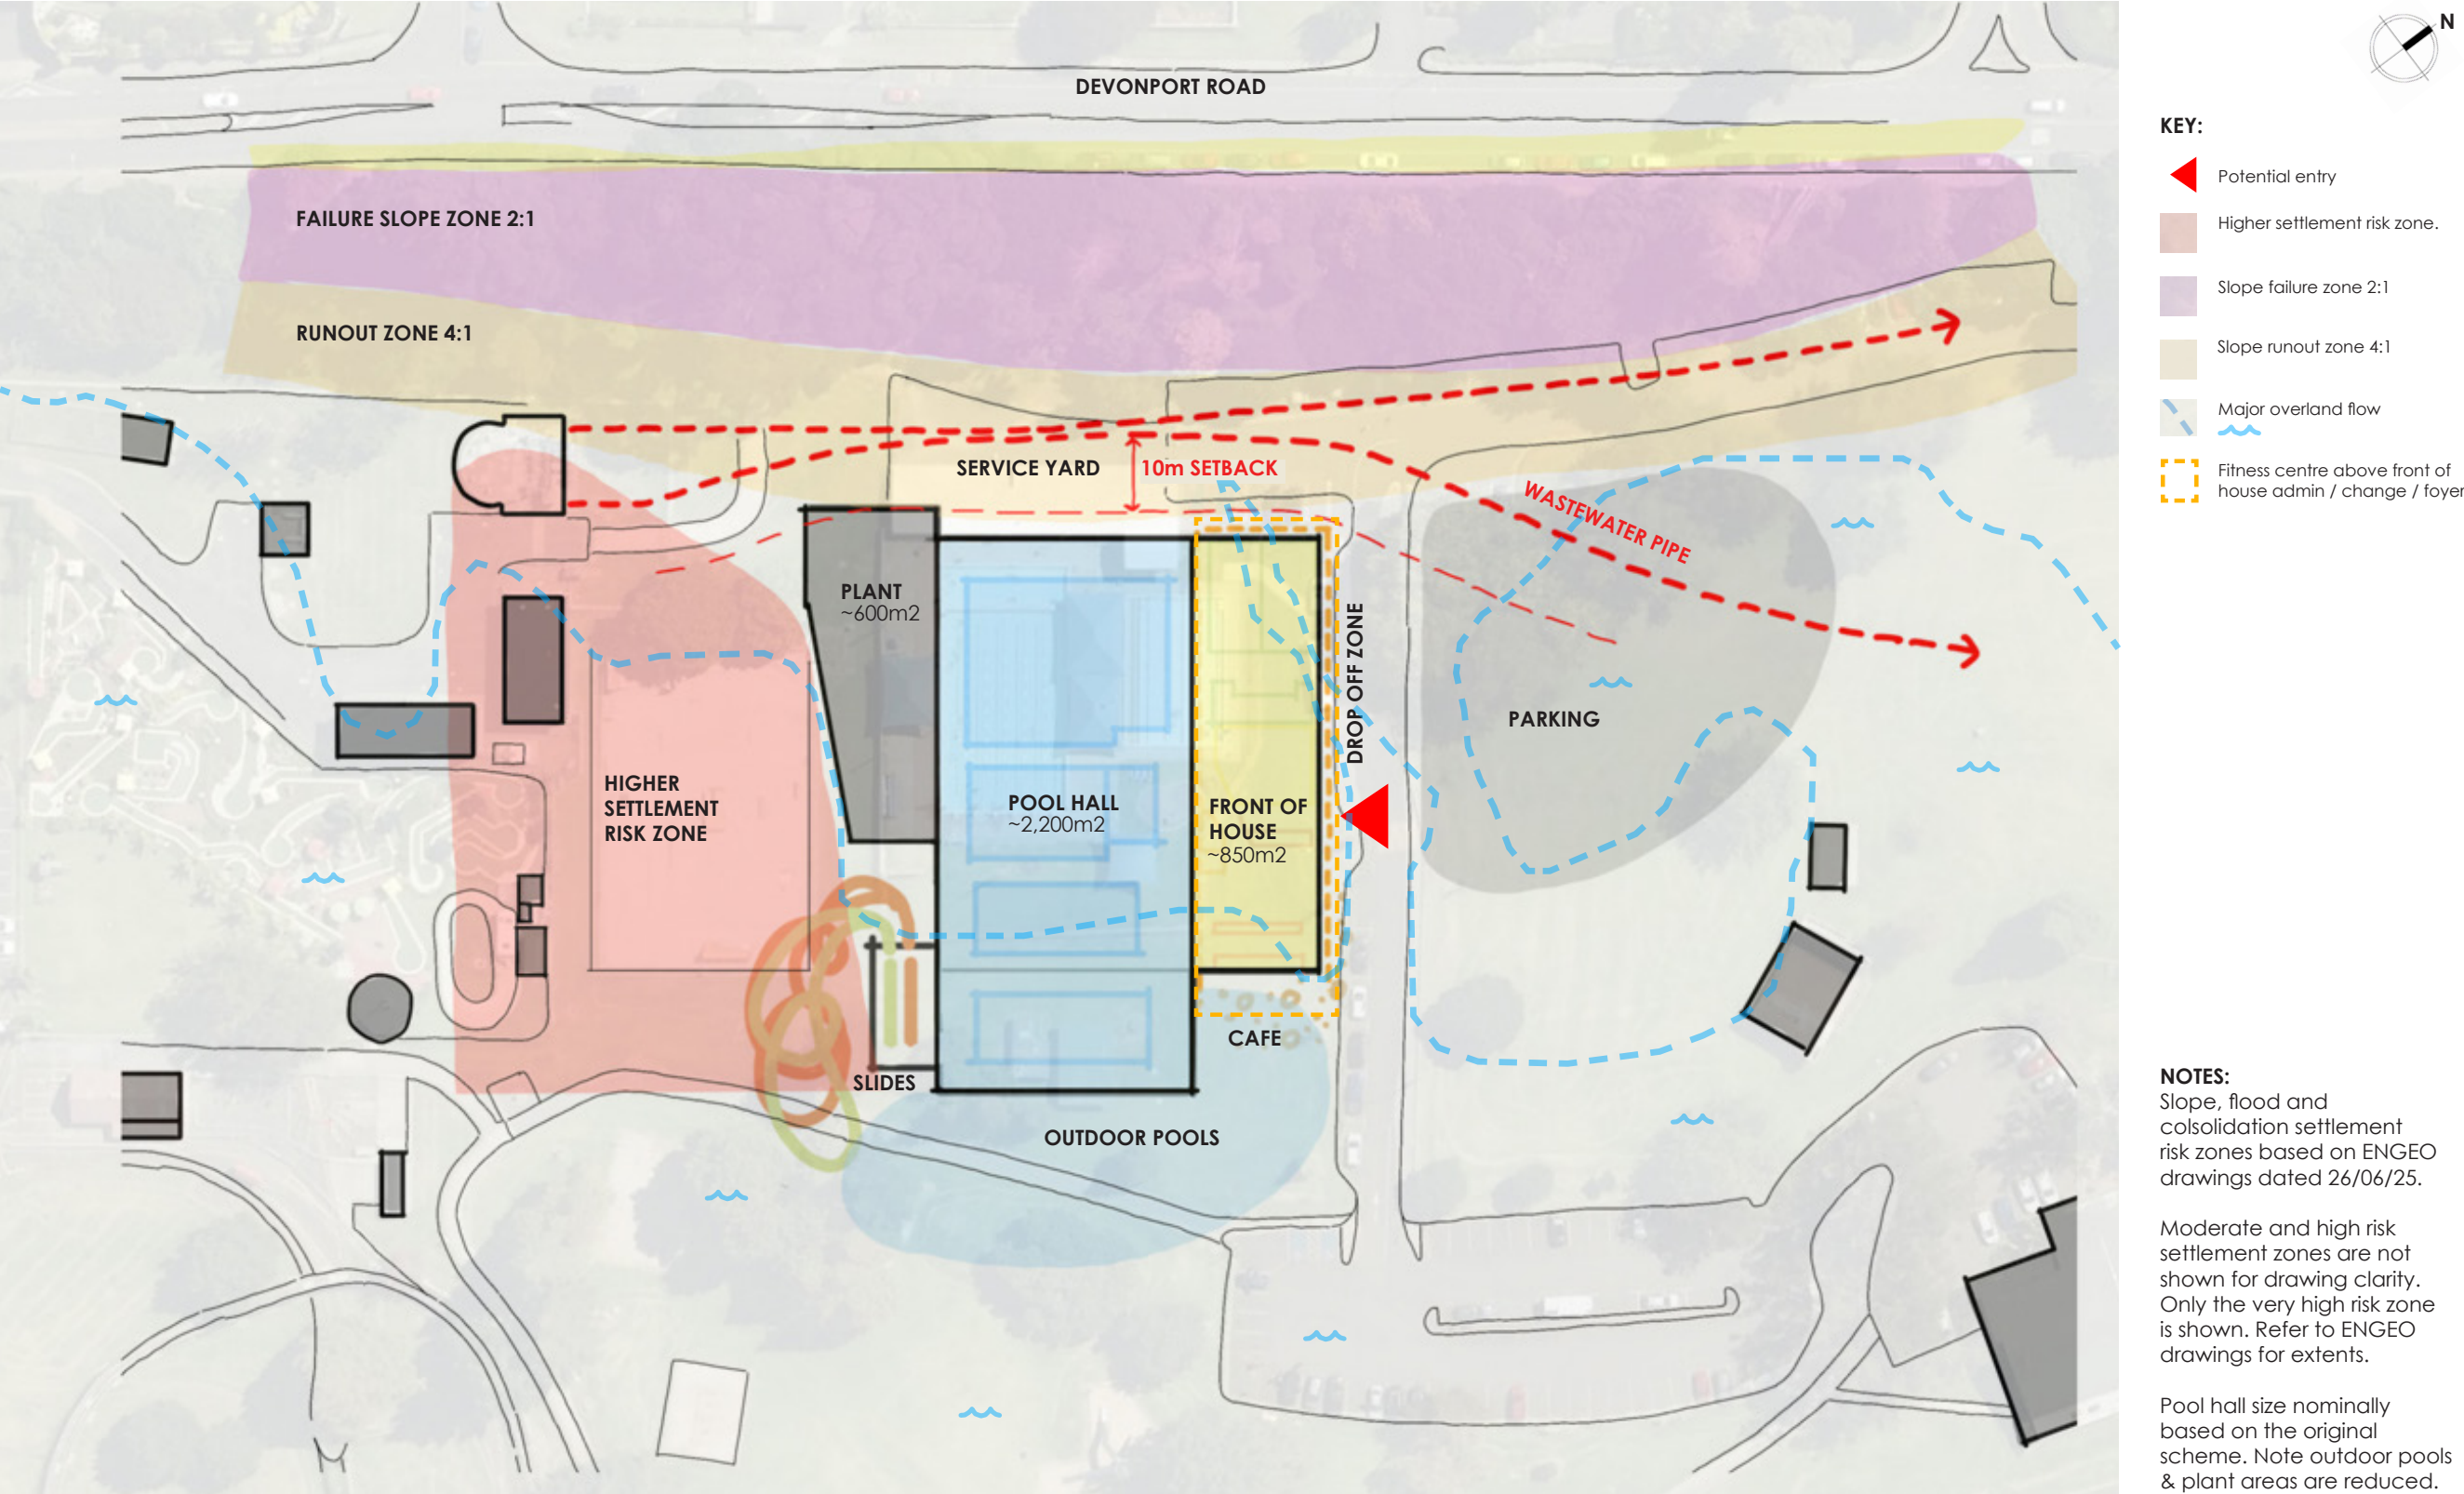 N
DEVONPORT ROAD
FAILURE SLOPE ZONE 2:1
RUNOUT ZONE 4:1
SERVICE YARD
10m SETBACK
WASTEWATER PIPE
PLANT
~600m2
DROP OFF ZONE
PARKING
HIGHER
SETTLEMENT
RISK ZONE
POOL HALL
~2,200m2
FRONT OF
HOUSE
~850m2
CAFE
SLIDES
OUTDOOR POOLS
KEY:
Potential entry
Higher settlement risk zone.
Slope failure zone 2:1
Slope runout zone 4:1
Major overland flow
Fitness centre above front of
house admin / change / foyer
NOTES:
Slope, flood and
colsolidation settlement
risk zones based on ENGEO
drawings dated 26/06/25.
Moderate and high risk
settlement zones are not
shown for drawing clarity.
Only the very high risk zone
is shown. Refer to ENGEO
drawings for extents.
Pool hall size nominally
based on the original
scheme. Note outdoor pools
& plant areas are reduced.